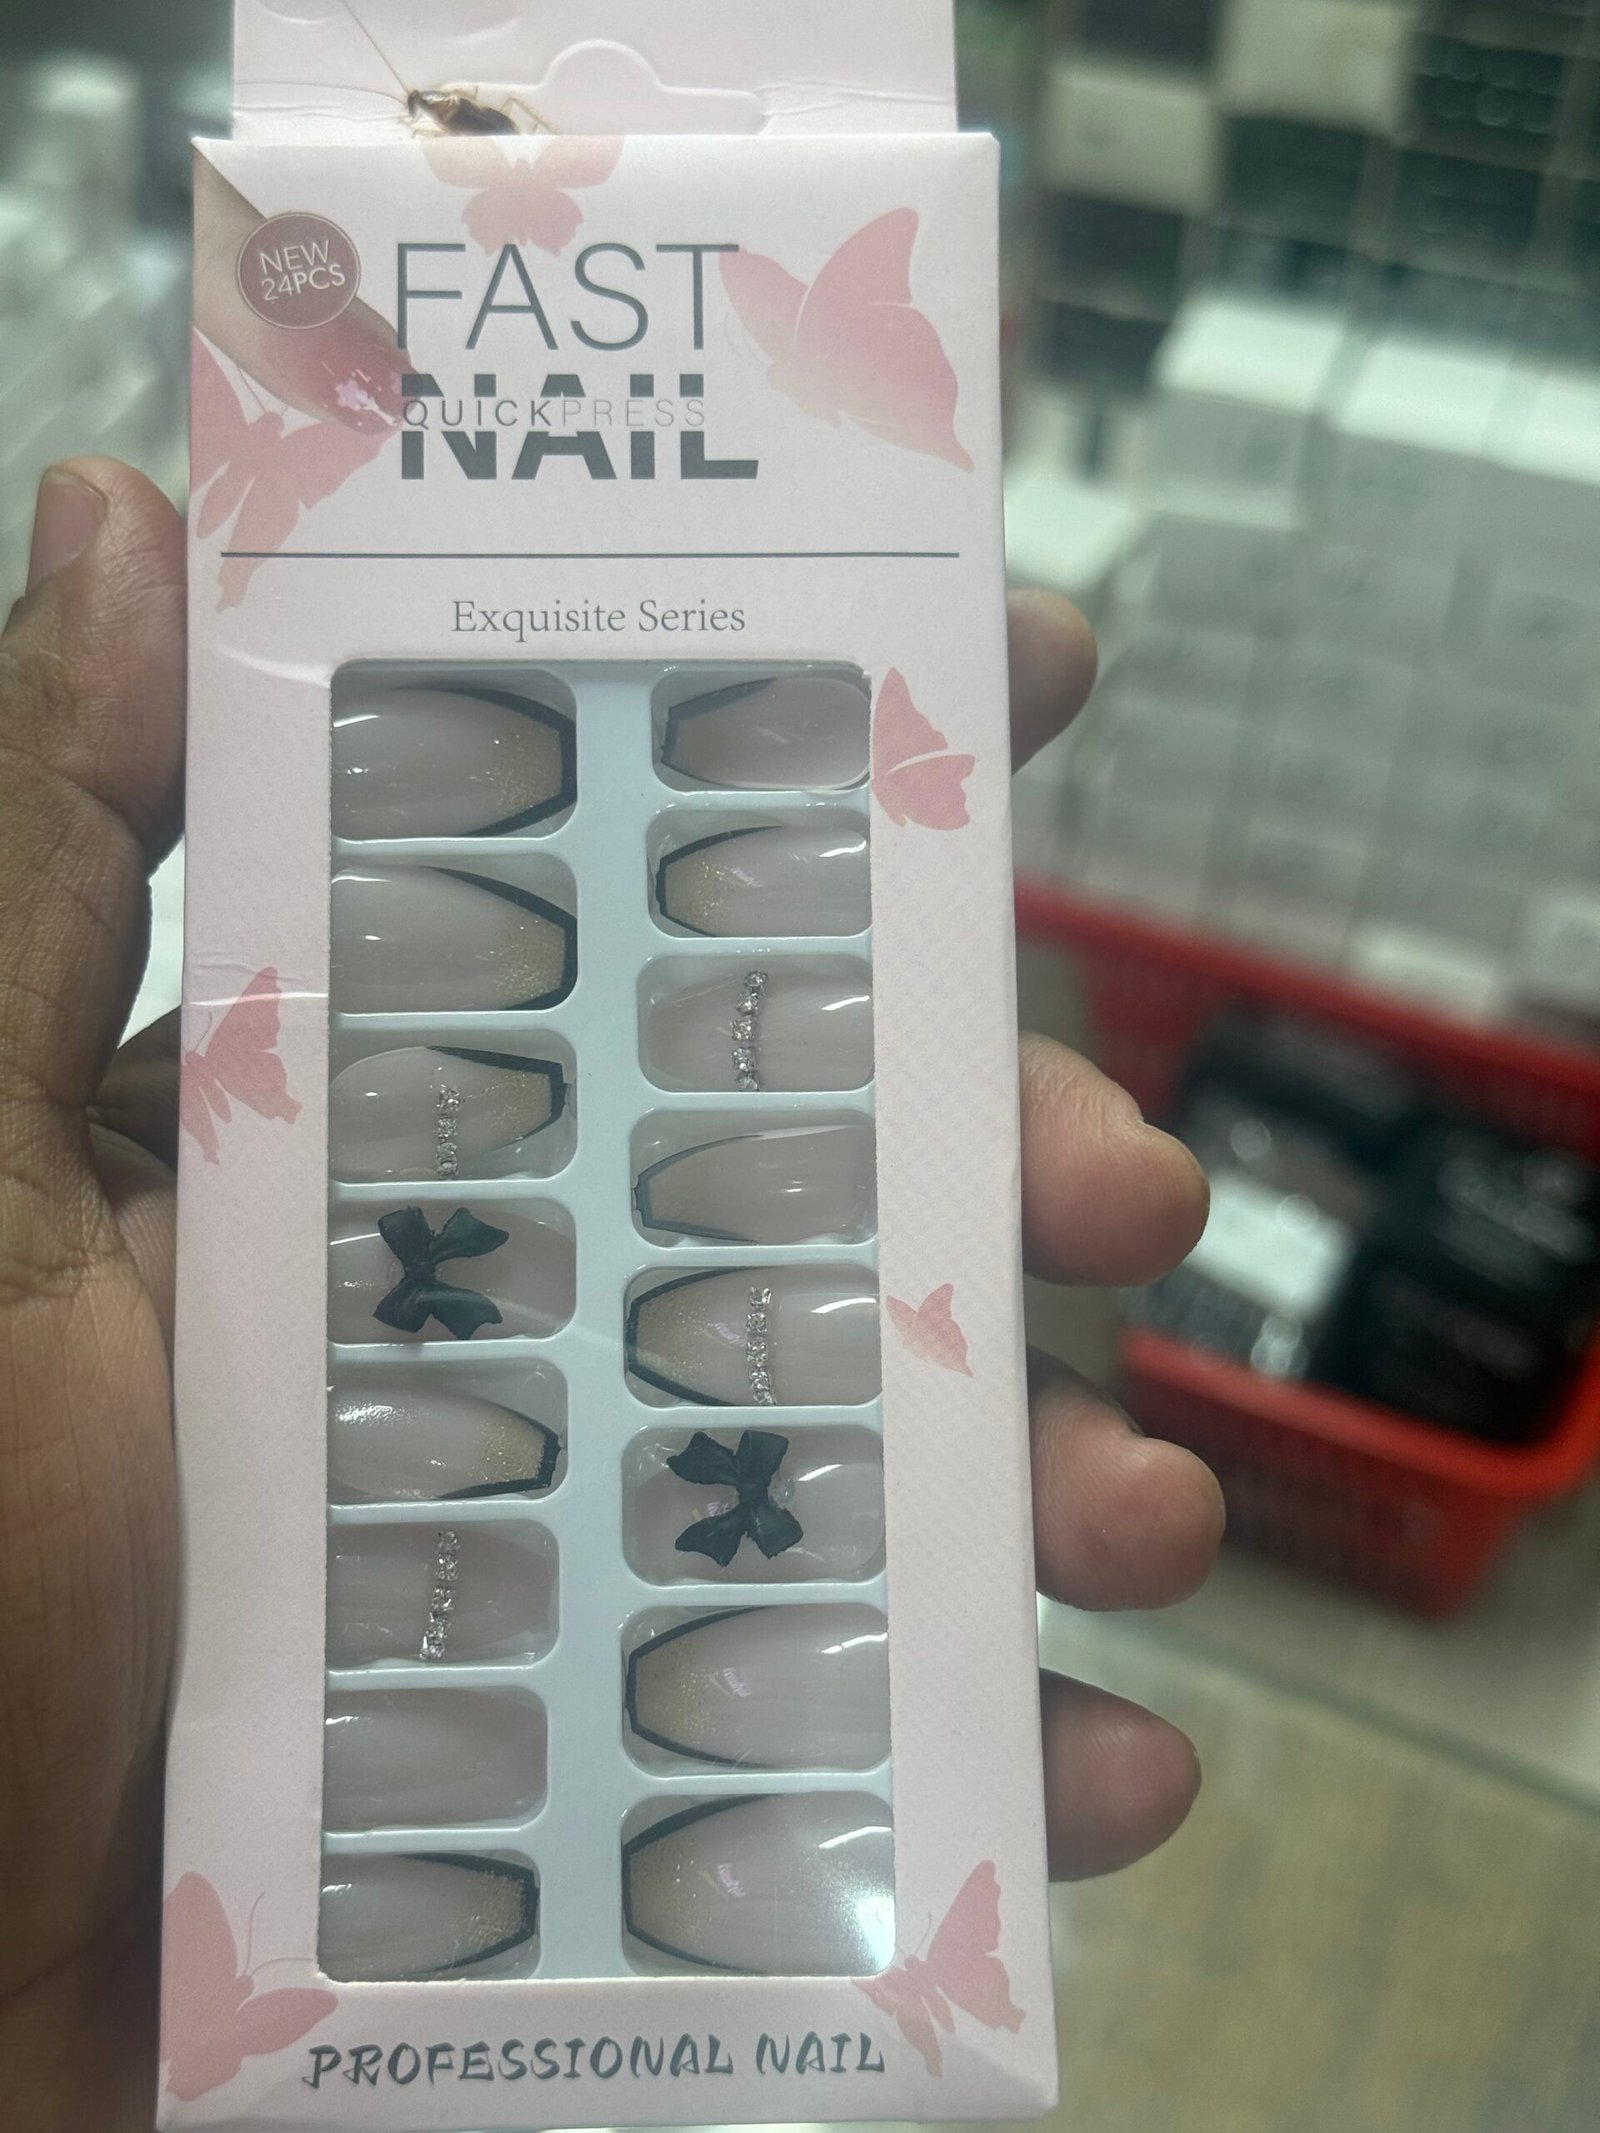 NEW
24PCS
FAST
NAIL
QUICKPRESS
Exquisite Series
PROFESSIONAL NAIL